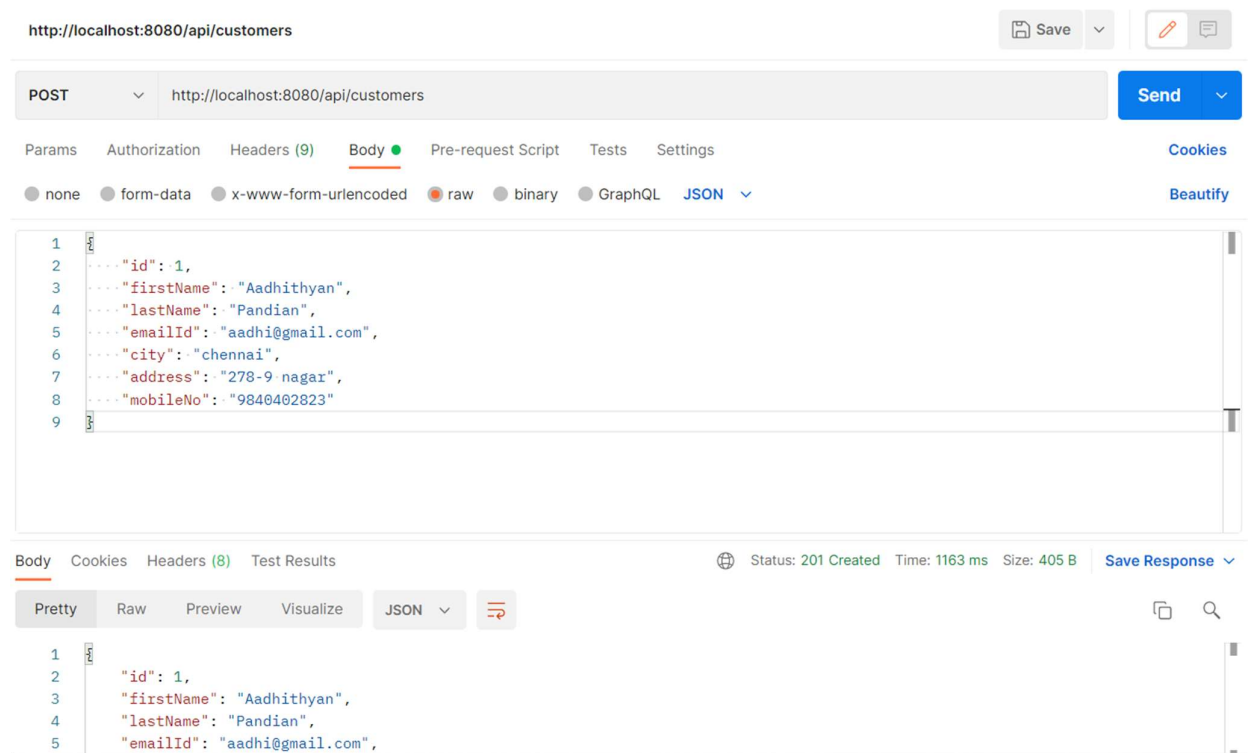 http://localhost:8080/api/customers
Save
POST http://localhost:8080/api/customers Send
Params Authorization Headers (9) Body Pre-request Script Tests Settings Cookies
none form-data x-www-form-urlencoded raw binary GraphQL JSON Beautify
1 {
2 "id": 1,
3 "firstName": "Aadhithyan",
4 "lastName": "Pandian",
5 "emailId": "aadhi@gmail.com",
6 "city": "chennai",
7 "address": "278-9 nagar",
8 "mobileNo": "9840402823"
9 }
Body Cookies Headers (8) Test Results Status: 201 Created Time: 1163 ms Size: 405 B Save Response
Pretty Raw Preview Visualize JSON
1 {
2 "id": 1,
3 "firstName": "Aadhithyan",
4 "lastName": "Pandian",
5 "emailId": "aadhi@gmail.com",